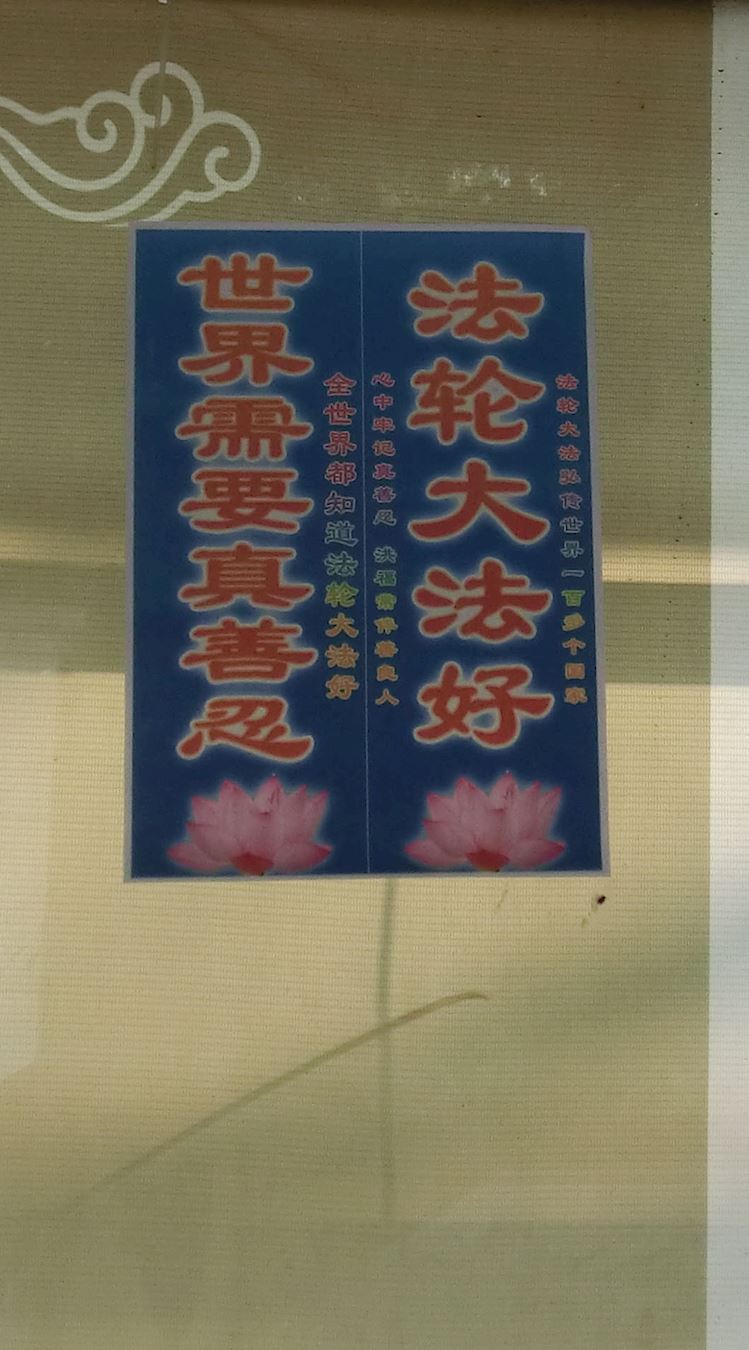 法轮大法弘传世界一百多个国家
法轮大法好
心中牢记真善忍 洪福常伴善良人
全世界都知道法轮大法好
世界需要真善忍